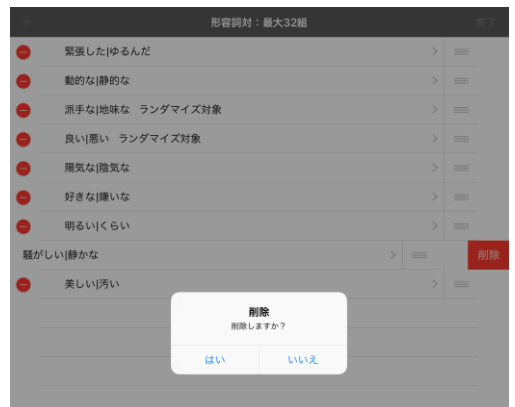 形容詞対：最大32組
完了
緊張した|ゆるんだ
動的な|静的な
派手な|地味な ランダマイズ対象
良い|悪い ランダマイズ対象
陽気な|陰気な
好きな|嫌いな
明るい|くらい
騒がしい|静かな
削除
美しい|汚い
削除
削除しますか？
はい
いいえ